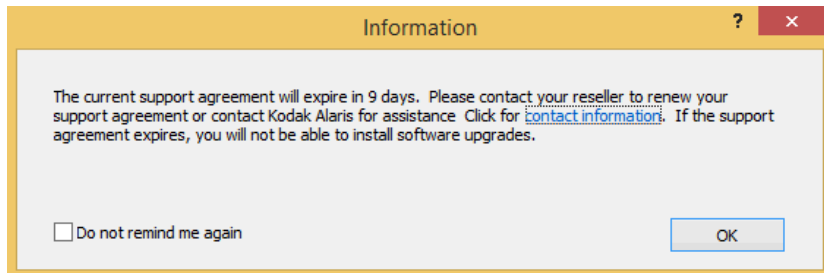 Information
?
×
The current support agreement will expire in 9 days.  Please contact your reseller to renew your
support agreement or contact Kodak Alaris for assistance  Click for contact information.  If the support
agreement expires, you will not be able to install software upgrades.
Do not remind me again
OK